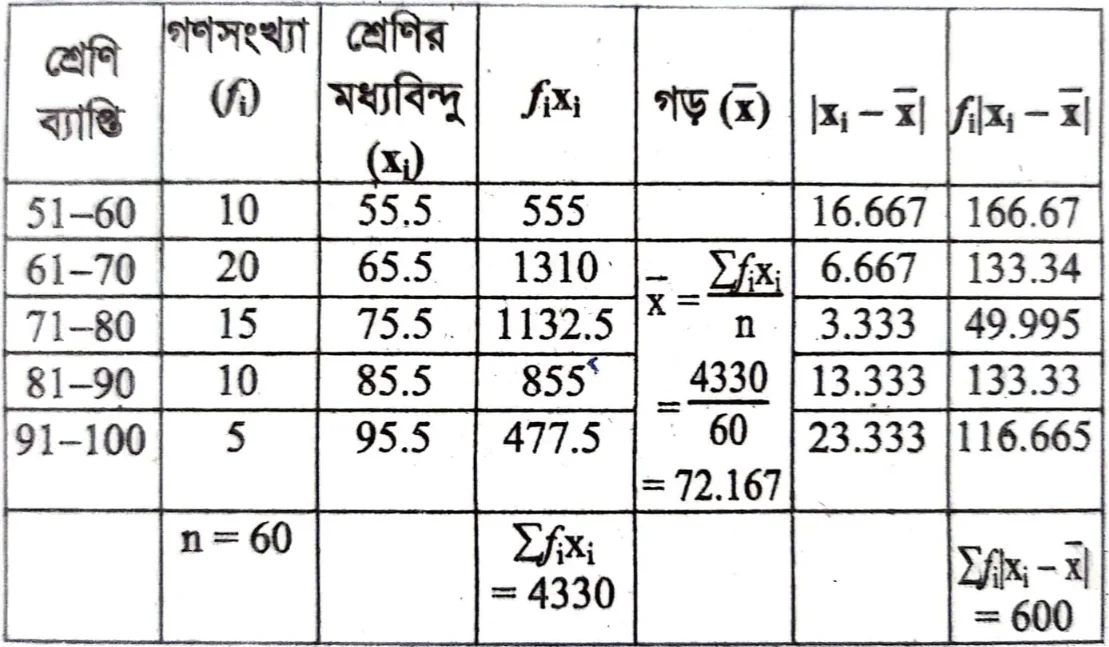 শ্রেণি ব্যাপ্তি | গণসংখ্যা (fᵢ) | শ্রেণির মধ্যবিন্দু (xᵢ) | fᵢxᵢ | গড় (x̅) | |xᵢ – x̅| | fᵢ|xᵢ – x̅|
51–60 | 10 | 55.5 | 555 | | 16.667 | 166.67
61–70 | 20 | 65.5 | 1310 | x̅ = ∑fᵢxᵢ / n | 6.667 | 133.34
71–80 | 15 | 75.5 | 1132.5 | | 3.333 | 49.995
81–90 | 10 | 85.5 | 855 | = 4330 / 60 | 13.333 | 133.33
91–100 | 5 | 95.5 | 477.5 | = 72.167 | 23.333 | 116.665
| n = 60 | | ∑fᵢxᵢ = 4330 | | | ∑fᵢ|xᵢ – x̅| = 600